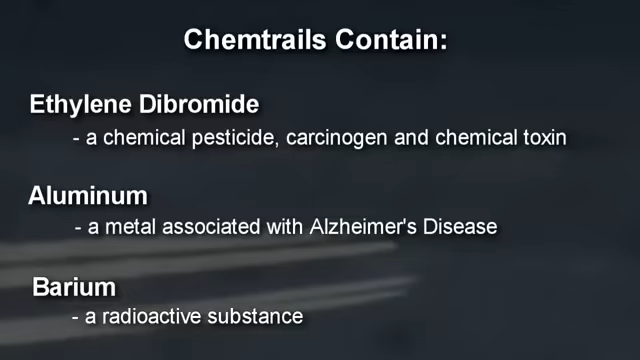 Chemtrails Contain:
Ethylene Dibromide
- a chemical pesticide, carcinogen and chemical toxin
Aluminum
- a metal associated with Alzheimer's Disease
Barium
- a radioactive substance